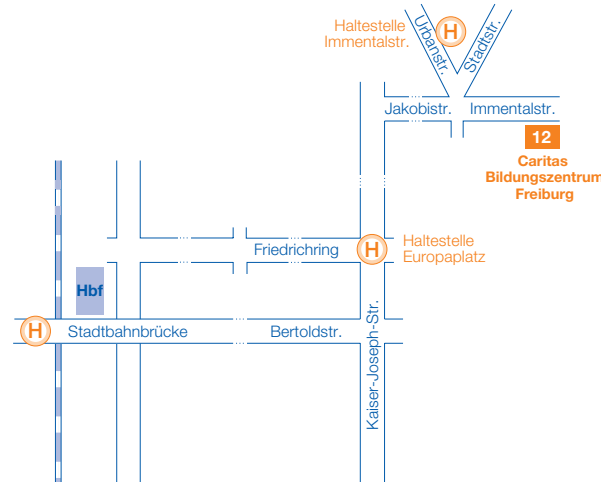 Haltestelle
Immentalstr.
H
Urbanstr.
Stadtstr.
Jakobistr.
Immentalstr.
12
Caritas
Bildungszentrum
Freiburg
Friedrichring
H
Haltestelle
Europaplatz
Hbf
H
Stadtbahnbrücke
Bertoldstr.
Kaiser-Joseph-Str.